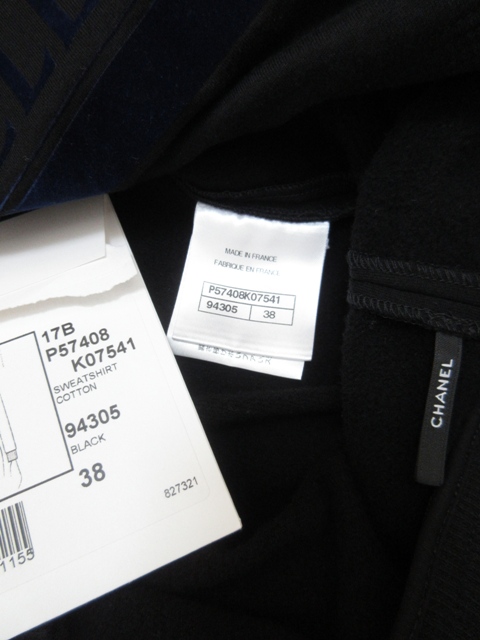 MADE IN FRANCE
FABRIQUE EN FRANCE
P57408K07541
94305 38
17B
P57408
K07541
SWEATSHIRT
COTTON
94305
BLACK
38
827321
1155
CHANEL